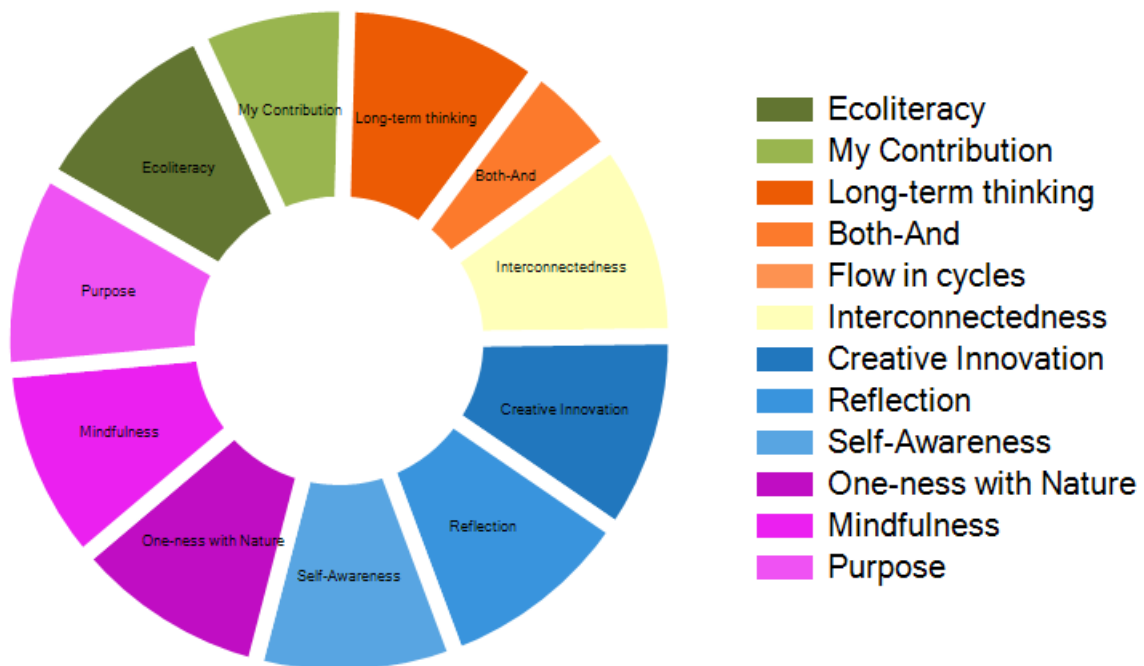 My Contribution
Long-term thinking
Ecoliteracy
Both-And
Interconnectedness
Purpose
Creative Innovation
Mindfulness
Reflection
One-ness with Nature
Self-Awareness
Ecoliteracy
My Contribution
Long-term thinking
Both-And
Flow in cycles
Interconnectedness
Creative Innovation
Reflection
Self-Awareness
One-ness with Nature
Mindfulness
Purpose